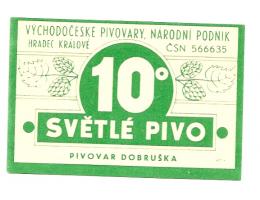 VÝCHODOČESKÉ PIVOVARY, NÁRODNÍ PODNIK
HRADEC KRÁLOVÉ ČSN 566635
10°
SVĚTLÉ PIVO
PIVOVAR DOBRUŠKA